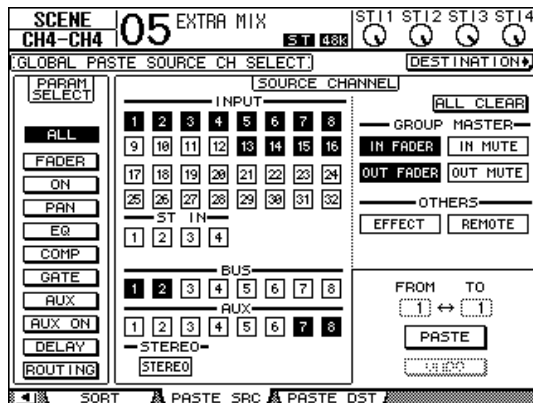 SCENE
CH4-CH4
05 EXTRA MIX
ST 48K
STI1 STI2 STI3 STI4
GLOBAL PASTE SOURCE CH SELECT
DESTINATION
PARAM SELECT
ALL
FADER
ON
PAN
EQ
COMP
GATE
AUX
AUX ON
DELAY
ROUTING
SOURCE CHANNEL
INPUT
1 2 3 4 5 6 7 8
9 10 11 12 13 14 15 16
17 18 19 20 21 22 23 24
25 26 27 28 29 30 31 32
ST IN
1 2 3 4
BUS
1 2 3 4 5 6 7 8
AUX
1 2 3 4 5 6 7 8
STEREO
STEREO
ALL CLEAR
GROUP MASTER
IN FADER IN MUTE
OUT FADER OUT MUTE
OTHERS
EFFECT REMOTE
FROM TO
1 ↔ 1
PASTE
UNDO
SORT PASTE SRC PASTE DST